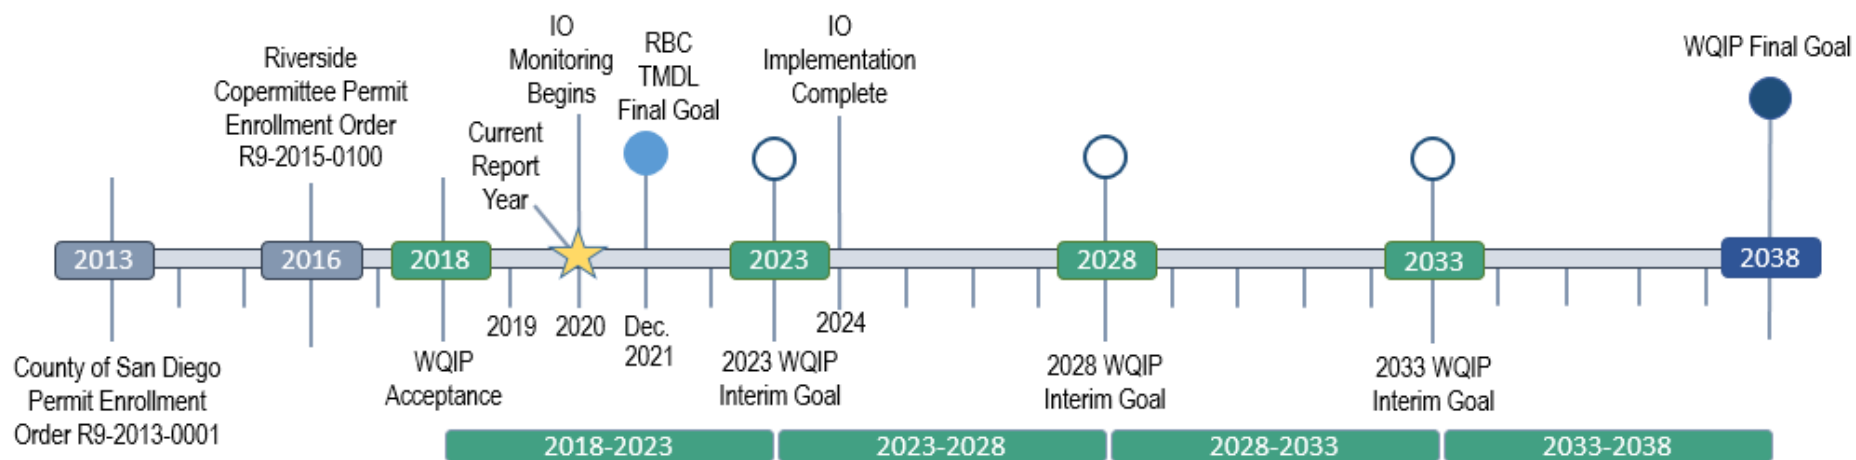 Riverside
Copermittee Permit
Enrollment Order
R9-2015-0100
Current
Report
Year
IO
Monitoring
Begins
RBC
TMDL
Final Goal
IO
Implementation
Complete
WQIP Final Goal
2013
2016
2018
2023
2028
2033
2038
County of San Diego
Permit Enrollment
Order R9-2013-0001
WQIP
Acceptance
2019
2020
Dec.
2021
2023 WQIP
Interim Goal
2024
2028 WQIP
Interim Goal
2033 WQIP
Interim Goal
2018-2023
2023-2028
2028-2033
2033-2038